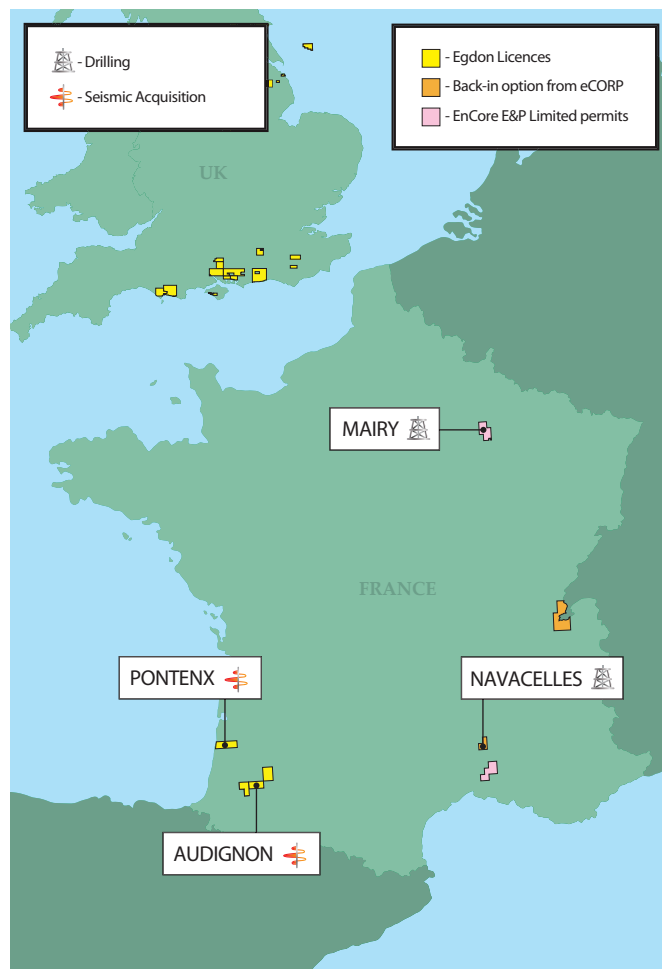 - Drilling
- Seismic Acquisition
- Egdon Licences
- Back-in option from eCORP
- EnCore E&P Limited permits
UK
MAIRY
FRANCE
PONTENX
NAVACELLES
AUDIGNON